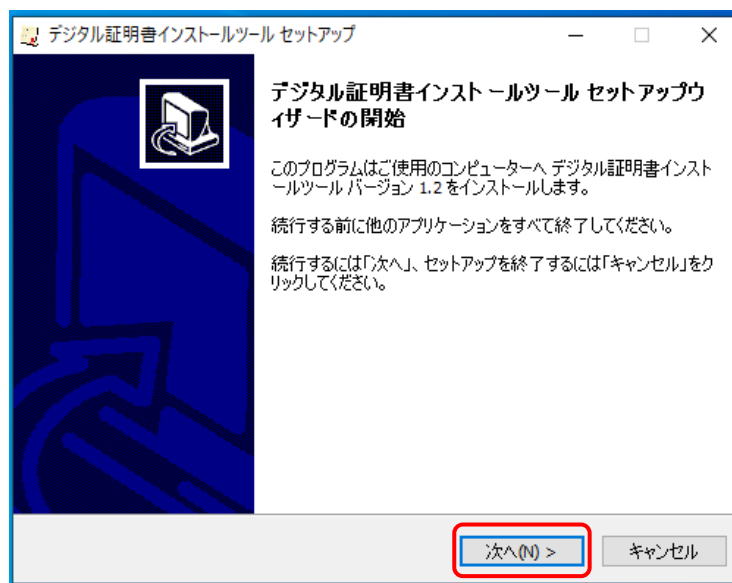 デジタル証明書インストールツール セットアップ
デジタル証明書インストールツール セットアップウ
ィザードの開始
このプログラムはご使用のコンピューターへ デジタル証明書インスト
ールツール バージョン 1.2 をインストールします。
続行する前に他のアプリケーションをすべて終了してください。
続行するには「次へ」、セットアップを終了するには「キャンセル」をク
リックしてください。
次へ(N) >
キャンセル